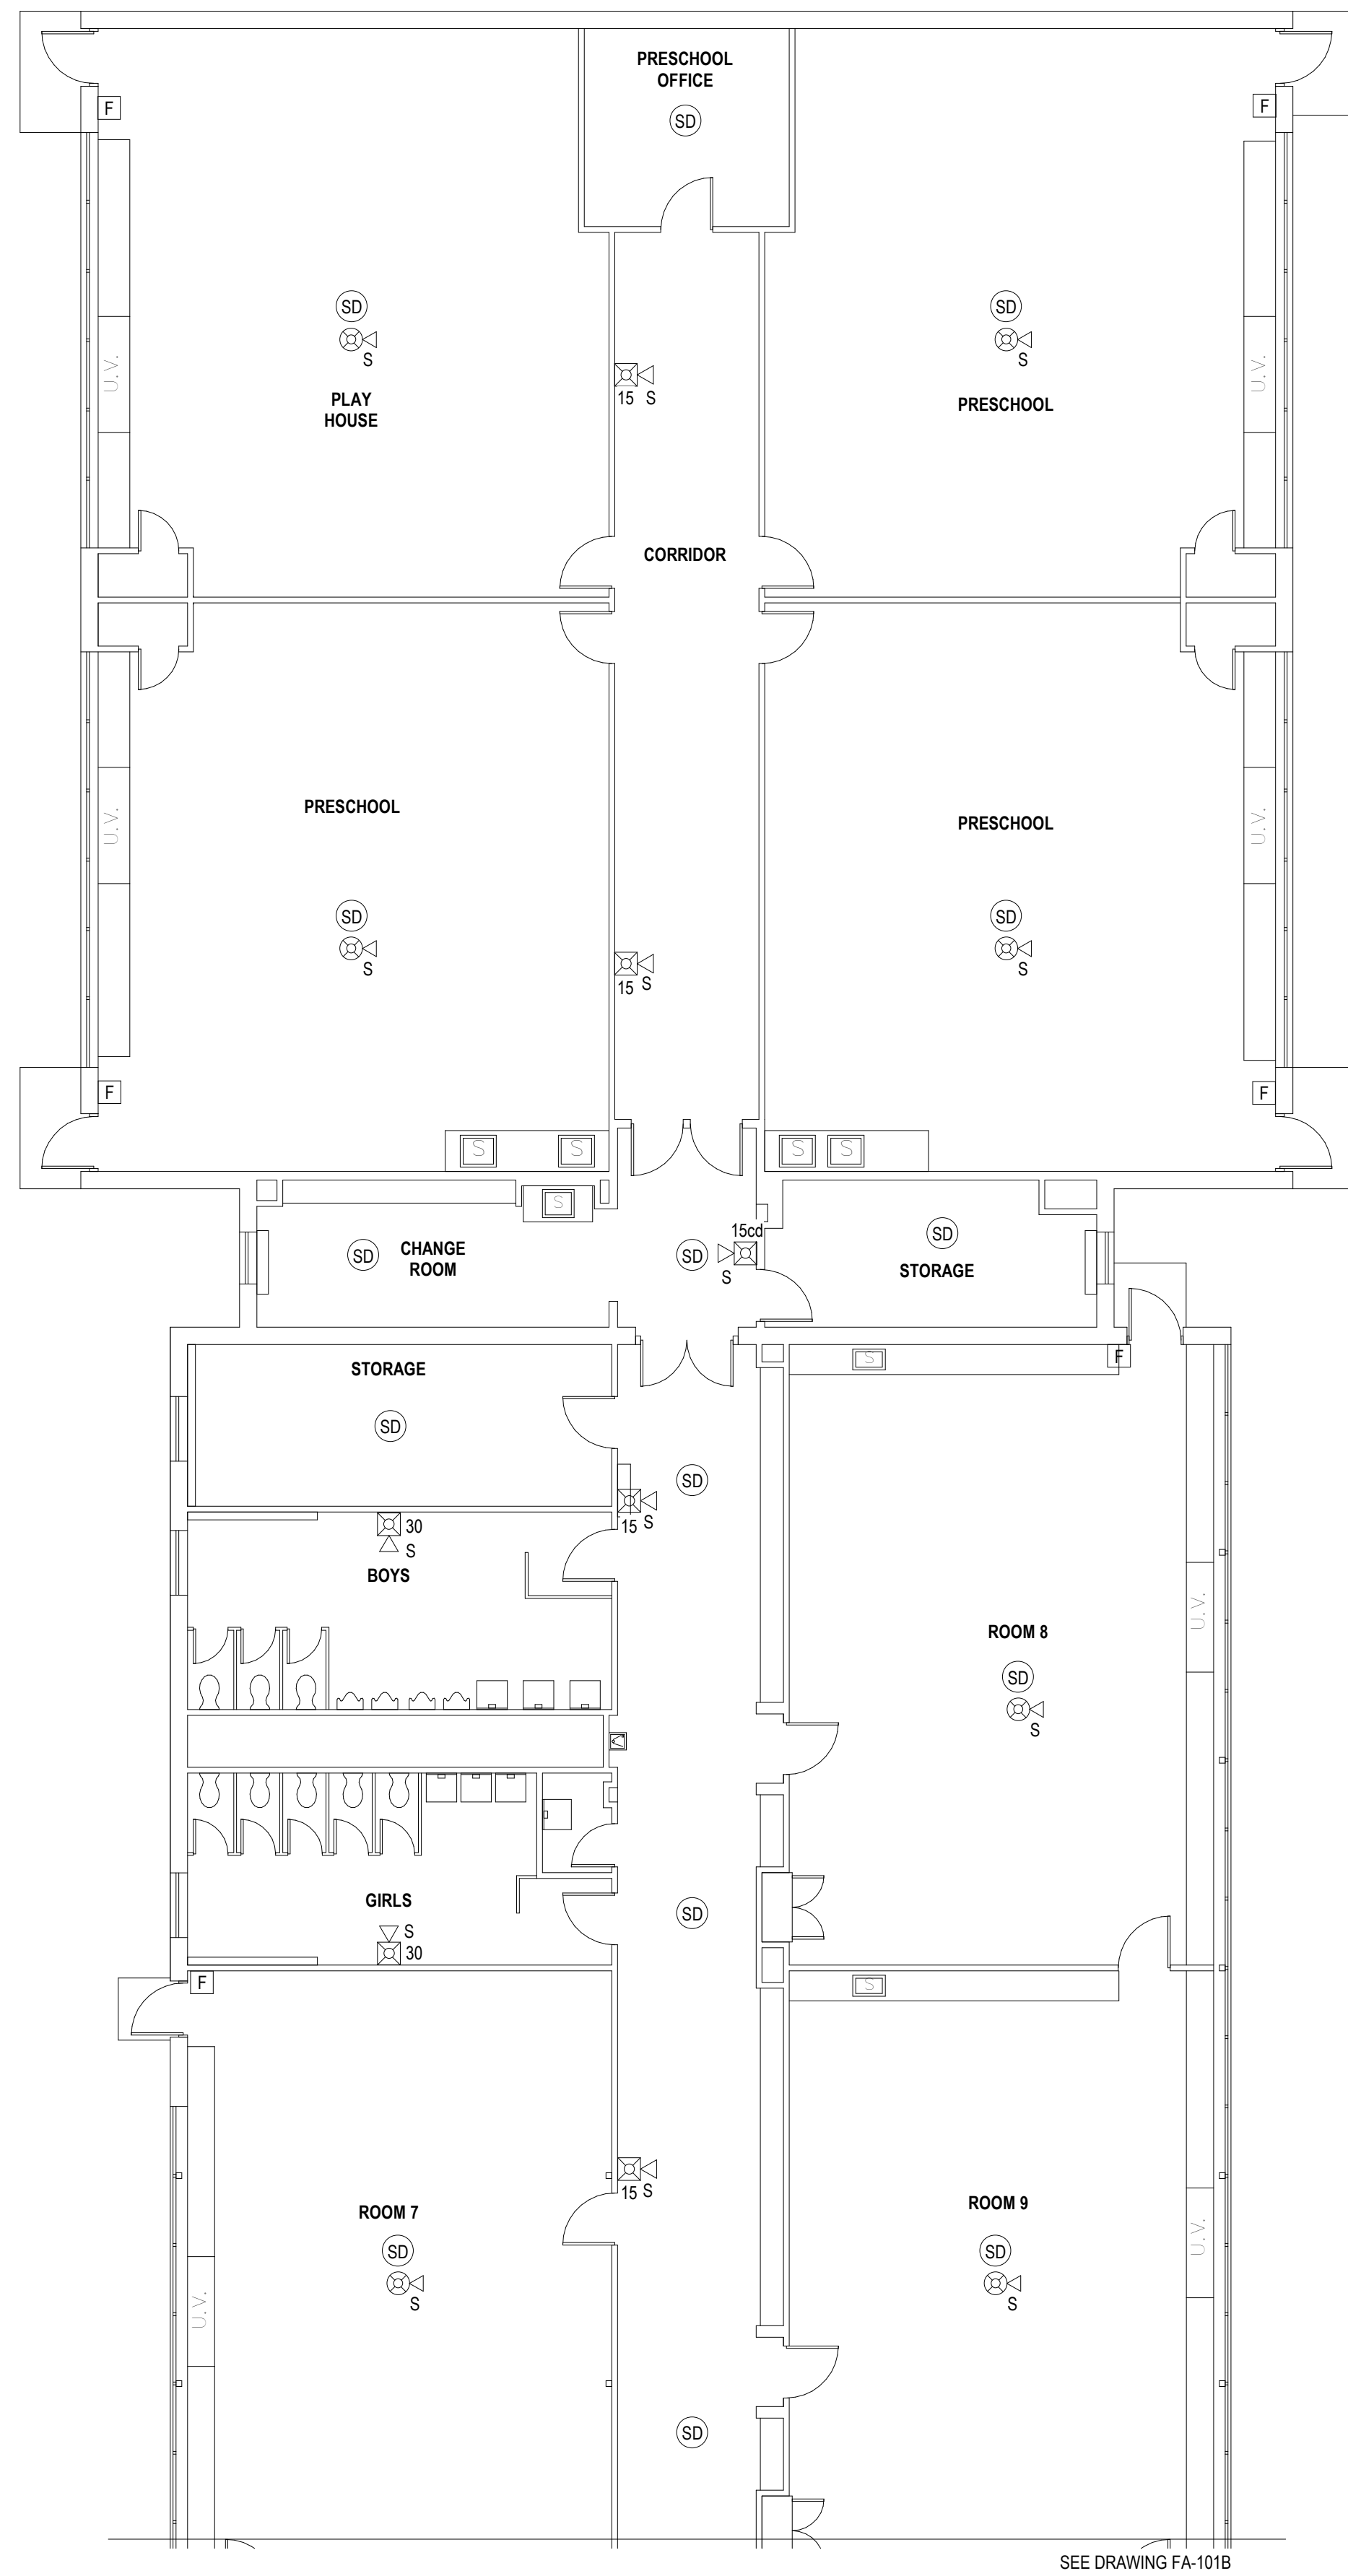 PRESCHOOL
OFFICE
SD
F
F
SD
SD
S
S
U.V.
U.V.
15 S
PLAY
HOUSE
PRESCHOOL
CORRIDOR
PRESCHOOL
PRESCHOOL
U.V.
U.V.
SD
SD
S
S
15 S
F
F
S
S
S
S
S
15cd
SD
CHANGE
ROOM
SD
S
SD
STORAGE
STORAGE
S
F
SD
SD
15 S
30
S
BOYS
U.V.
ROOM 8
SD
S
GIRLS
S
30
SD
F
S
15 S
ROOM 7
ROOM 9
U.V.
SD
SD
S
S
U.V.
SD
SEE DRAWING FA-101B